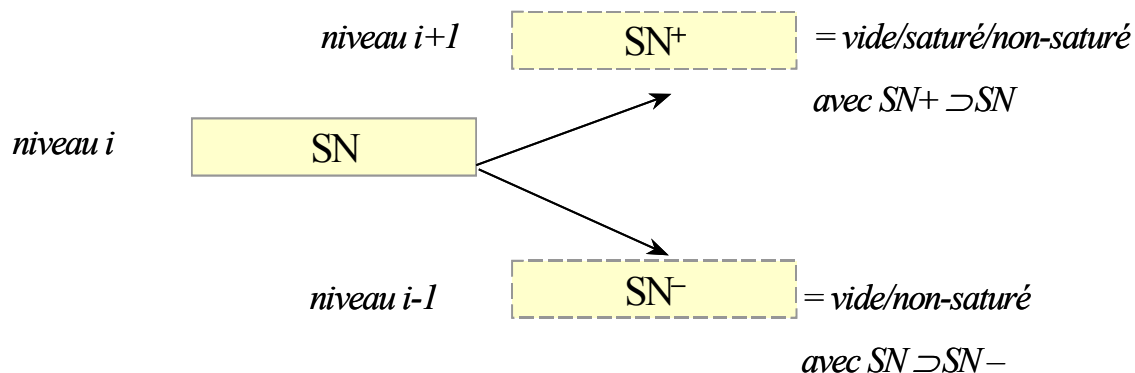 niveau i+1 SN⁺ = vide/saturé/non-saturé
avec SN+ ⊃SN
niveau i SN
niveau i-1 SN⁻ = vide/non-saturé
avec SN ⊃SN –